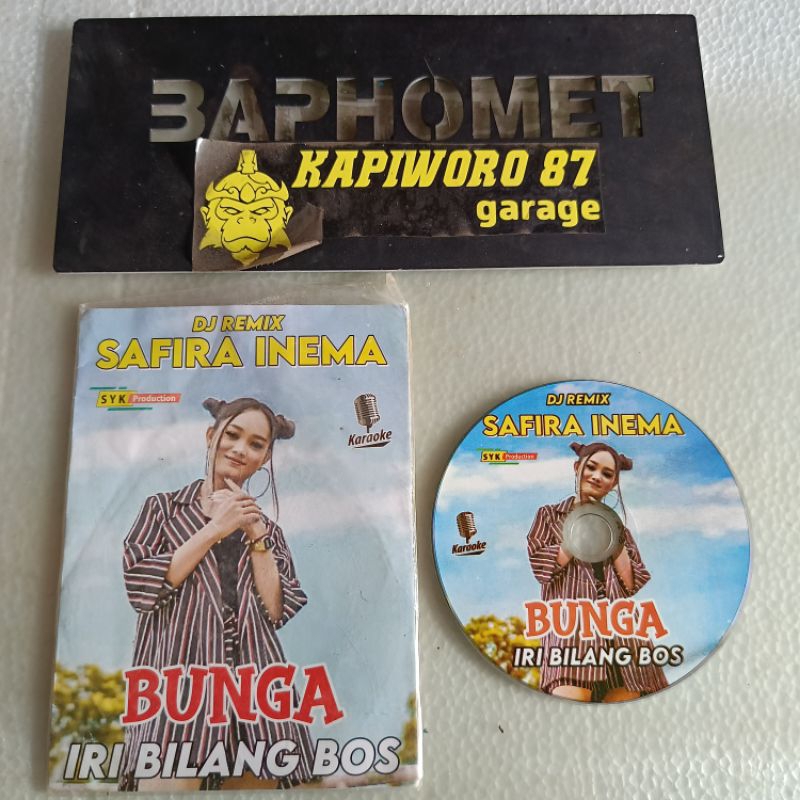 BAPHOMET
KAPIWORO 87
garage
DJ REMIX
SAFIRA INEMA
SYK Production
Karaoke
BUNGA
IRI BILANG BOS
DJ REMIX
SAFIRA INEMA
SYK Production
Karaoke
BUNGA
IRI BILANG BOS